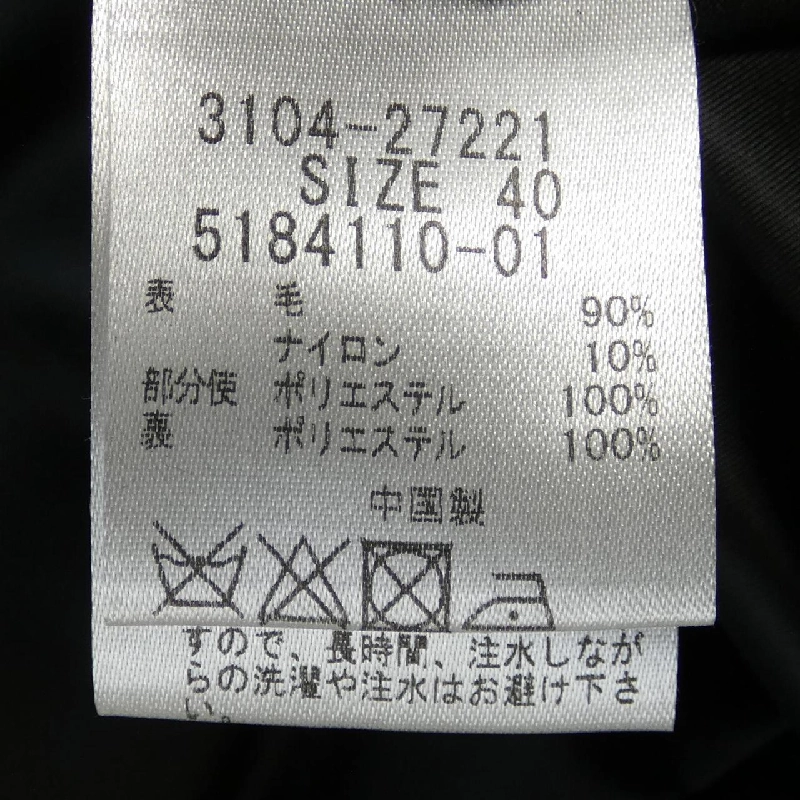 3104-27221
SIZE 40
5184110-01
表 毛 90%
ナイロン 10%
部分使 ポリエステル 100%
裏 ポリエステル 100%
中国製
すので、長時間、注水しなが
らの洗濯や注水はお避け下さ
い。